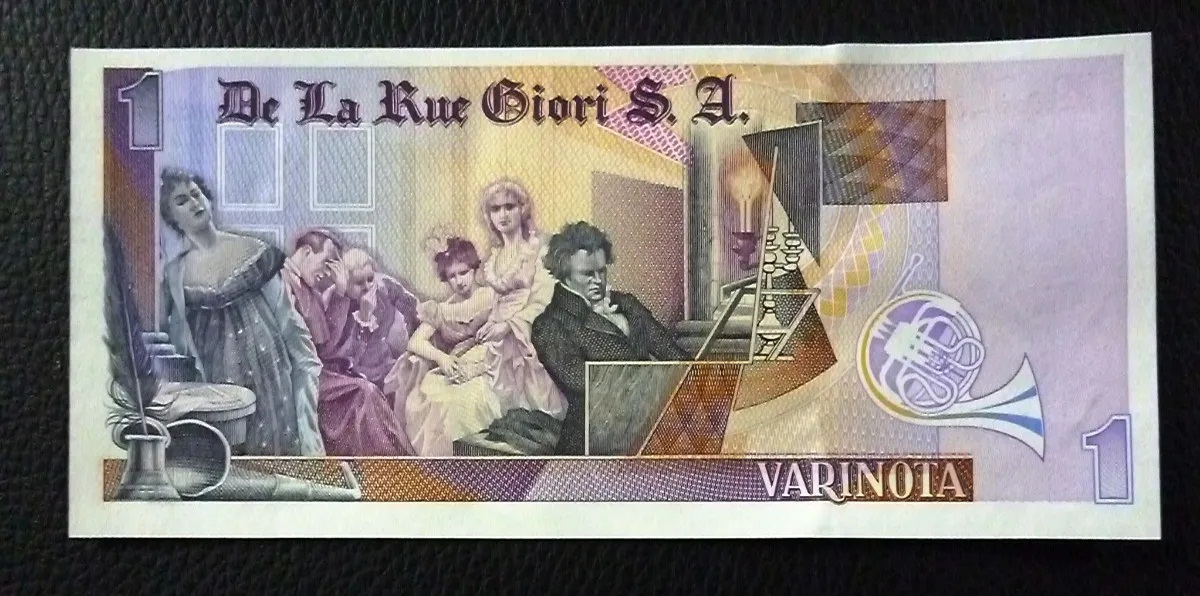 1
De La Rue Giori S. A.
VARINOTA
1